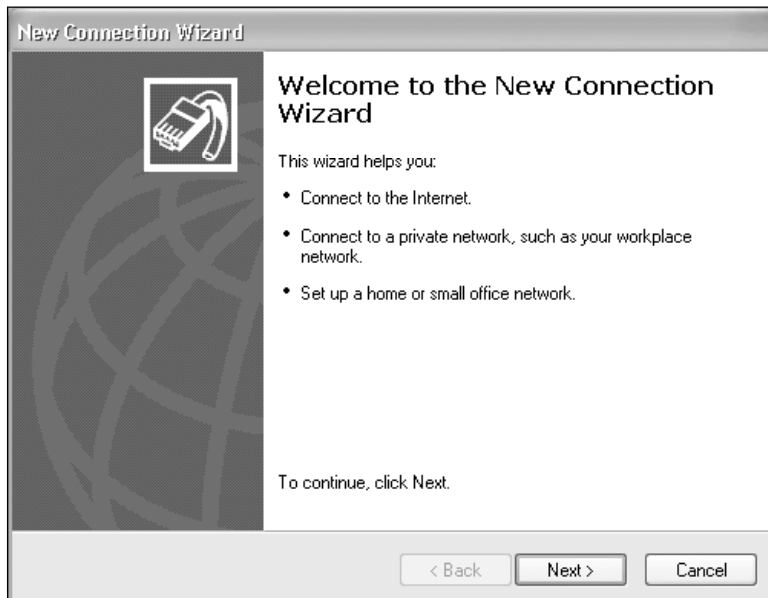 New Connection Wizard
Welcome to the New Connection
Wizard
This wizard helps you:
• Connect to the Internet.
• Connect to a private network, such as your workplace
network.
• Set up a home or small office network.
To continue, click Next.
< Back Next > Cancel